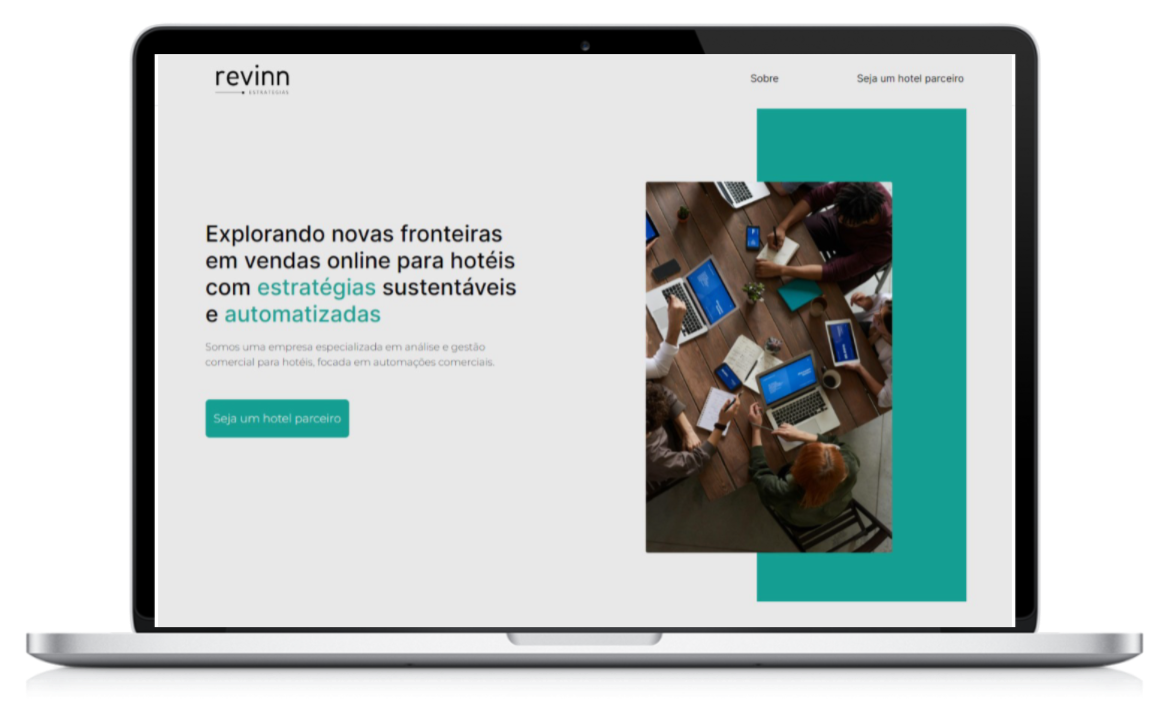 revinn
ESTRATÉGIAS
Sobre
Seja um hotel parceiro
Explorando novas fronteiras
em vendas online para hotéis
com estratégias sustentáveis
e automatizadas
Somos uma empresa especializada em análise e gestão
comercial para hotéis, focada em automações comerciais.
Seja um hotel parceiro